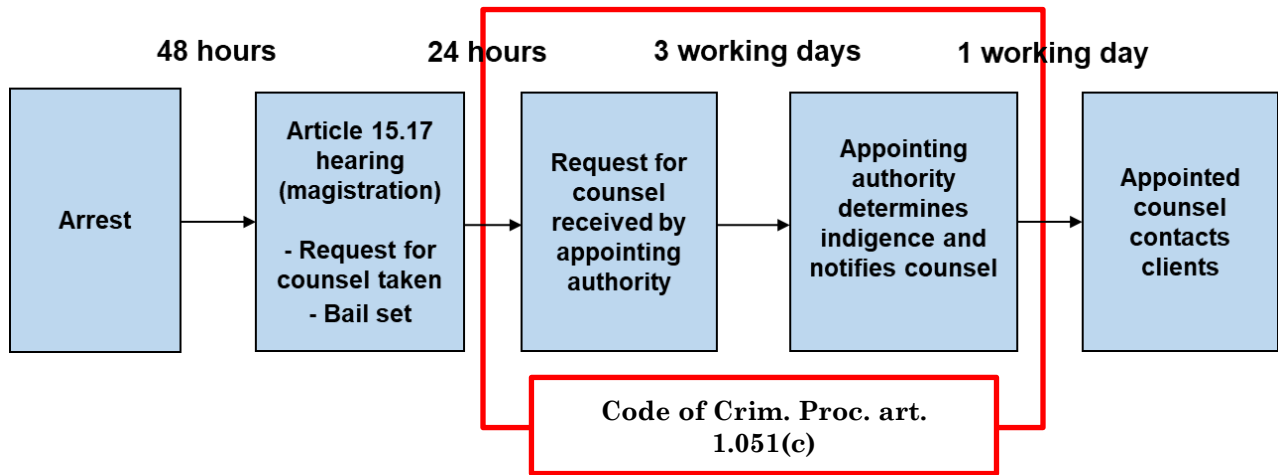 48 hours
24 hours
3 working days
1 working day
Arrest
Article 15.17
hearing
(magistration)
- Request for
counsel taken
- Bail set
Request for
counsel
received by
appointing
authority
Appointing
authority
determines
indigence and
notifies counsel
Appointed
counsel
contacts
clients
Code of Crim. Proc. art.
1.051(c)